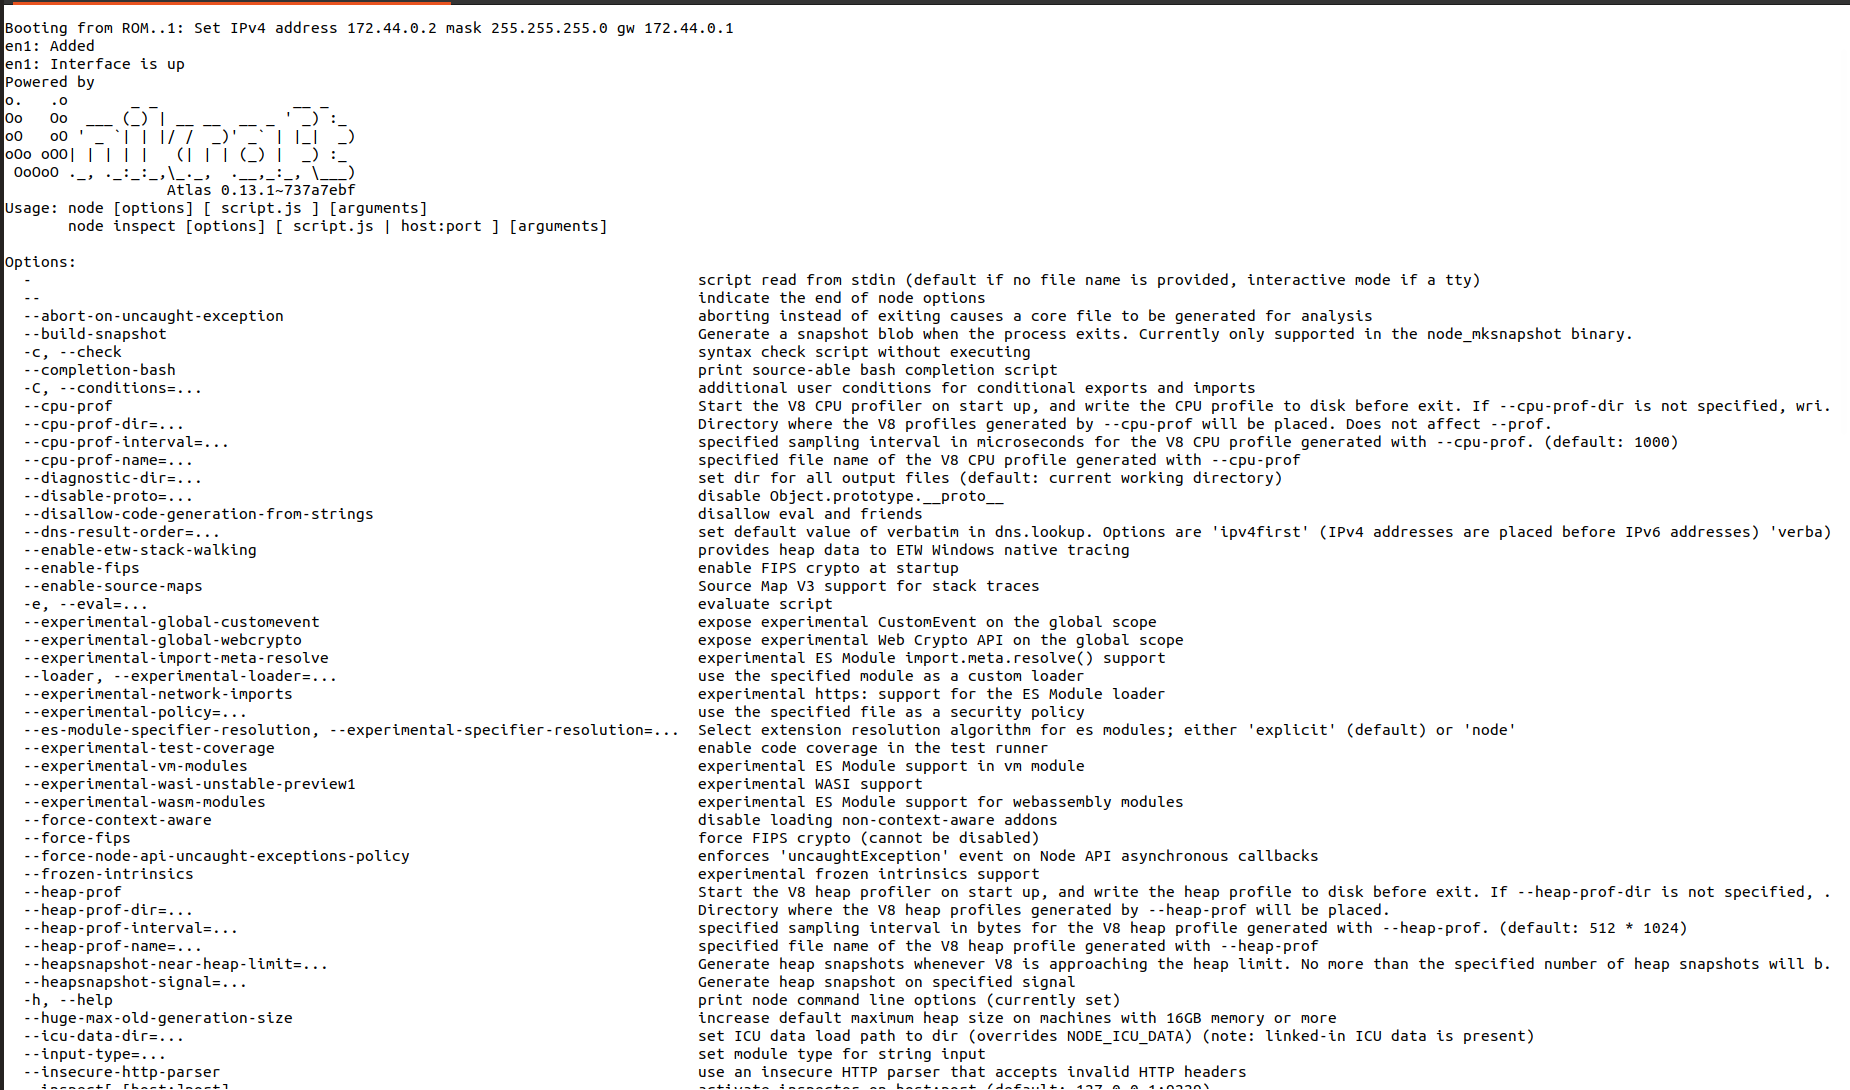 Booting from ROM..1: Set IPv4 address 172.44.0.2 mask 255.255.255.0 gw 172.44.0.1
en1: Added
en1: Interface is up
Powered by
o.   .o       _ _               __ _
Oo   Oo  ___ (_) | __ __  __ _ ' _) :_
oO   oO ' _ `| | |/ /  _)' _` | |_|  _)
oOo oOO| | | | |   (| | | (_) |  _) :_
 OoOoO ._, ._:_:_,\_._,  .__,_:_, \___)
                  Atlas 0.13.1~737a7ebf
Usage: node [options] [ script.js ] [arguments]
       node inspect [options] [ script.js | host:port ] [arguments]
Options:
  -                                                                          script read from stdin (default if no file name is provided, interactive mode if a tty)
  --                                                                         indicate the end of node options
  --abort-on-uncaught-exception                                              aborting instead of exiting causes a core file to be generated for analysis
  --build-snapshot                                                           Generate a snapshot blob when the process exits. Currently only supported in the node_mksnapshot binary.
  -c, --check                                                                syntax check script without executing
  --completion-bash                                                          print source-able bash completion script
  -C, --conditions=...                                                       additional user conditions for conditional exports and imports
  --cpu-prof                                                                 Start the V8 CPU profiler on start up, and write the CPU profile to disk before exit. If --cpu-prof-dir is not specified, wri.
  --cpu-prof-dir=...                                                         Directory where the V8 profiles generated by --cpu-prof will be placed. Does not affect --prof.
  --cpu-prof-interval=...                                                    specified sampling interval in microseconds for the V8 CPU profile generated with --cpu-prof. (default: 1000)
  --cpu-prof-name=...                                                        specified file name of the V8 CPU profile generated with --cpu-prof
  --diagnostic-dir=...                                                       set dir for all output files (default: current working directory)
  --disable-proto=...                                                        disable Object.prototype.__proto__
  --disallow-code-generation-from-strings                                    disallow eval and friends
  --dns-result-order=...                                                     set default value of verbatim in dns.lookup. Options are 'ipv4first' (IPv4 addresses are placed before IPv6 addresses) 'verba)
  --enable-etw-stack-walking                                                 provides heap data to ETW Windows native tracing
  --enable-fips                                                              enable FIPS crypto at startup
  --enable-source-maps                                                       Source Map V3 support for stack traces
  -e, --eval=...                                                             evaluate script
  --experimental-global-customevent                                          expose experimental CustomEvent on the global scope
  --experimental-global-webcrypto                                            expose experimental Web Crypto API on the global scope
  --experimental-import-meta-resolve                                         experimental ES Module import.meta.resolve() support
  --loader, --experimental-loader=...                                        use the specified module as a custom loader
  --experimental-network-imports                                             experimental https: support for the ES Module loader
  --experimental-policy=...                                                  use the specified file as a security policy
  --es-module-specifier-resolution, --experimental-specifier-resolution=...  Select extension resolution algorithm for es modules; either 'explicit' (default) or 'node'
  --experimental-test-coverage                                               enable code coverage in the test runner
  --experimental-vm-modules                                                  experimental ES Module support in vm module
  --experimental-wasi-unstable-preview1                                      experimental WASI support
  --experimental-wasm-modules                                                experimental ES Module support for webassembly modules
  --force-context-aware                                                      disable loading non-context-aware addons
  --force-fips                                                               force FIPS crypto (cannot be disabled)
  --force-node-api-uncaught-exceptions-policy                                enforces 'uncaughtException' event on Node API asynchronous callbacks
  --frozen-intrinsics                                                        experimental frozen intrinsics support
  --heap-prof                                                                Start the V8 heap profiler on start up, and write the heap profile to disk before exit. If --heap-prof-dir is not specified, .
  --heap-prof-dir=...                                                        Directory where the V8 heap profiles generated by --heap-prof will be placed.
  --heap-prof-interval=...                                                   specified sampling interval in bytes for the V8 heap profile generated with --heap-prof. (default: 512 * 1024)
  --heap-prof-name=...                                                       specified file name of the V8 heap profile generated with --heap-prof
  --heapsnapshot-near-heap-limit=...                                         Generate heap snapshots whenever V8 is approaching the heap limit. No more than the specified number of heap snapshots will b.
  --heapsnapshot-signal=...                                                  Generate heap snapshot on specified signal
  -h, --help                                                                 print node command line options (currently set)
  --huge-max-old-generation-size                                             increase default maximum heap size on machines with 16GB memory or more
  --icu-data-dir=...                                                         set ICU data load path to dir (overrides NODE_ICU_DATA) (note: linked-in ICU data is present)
  --input-type=...                                                           set module type for string input
  --insecure-http-parser                                                     use an insecure HTTP parser that accepts invalid HTTP headers
  --inspect[=[host:]port]                                                    activate inspector on host:port (default: 127.0.0.1:9229)